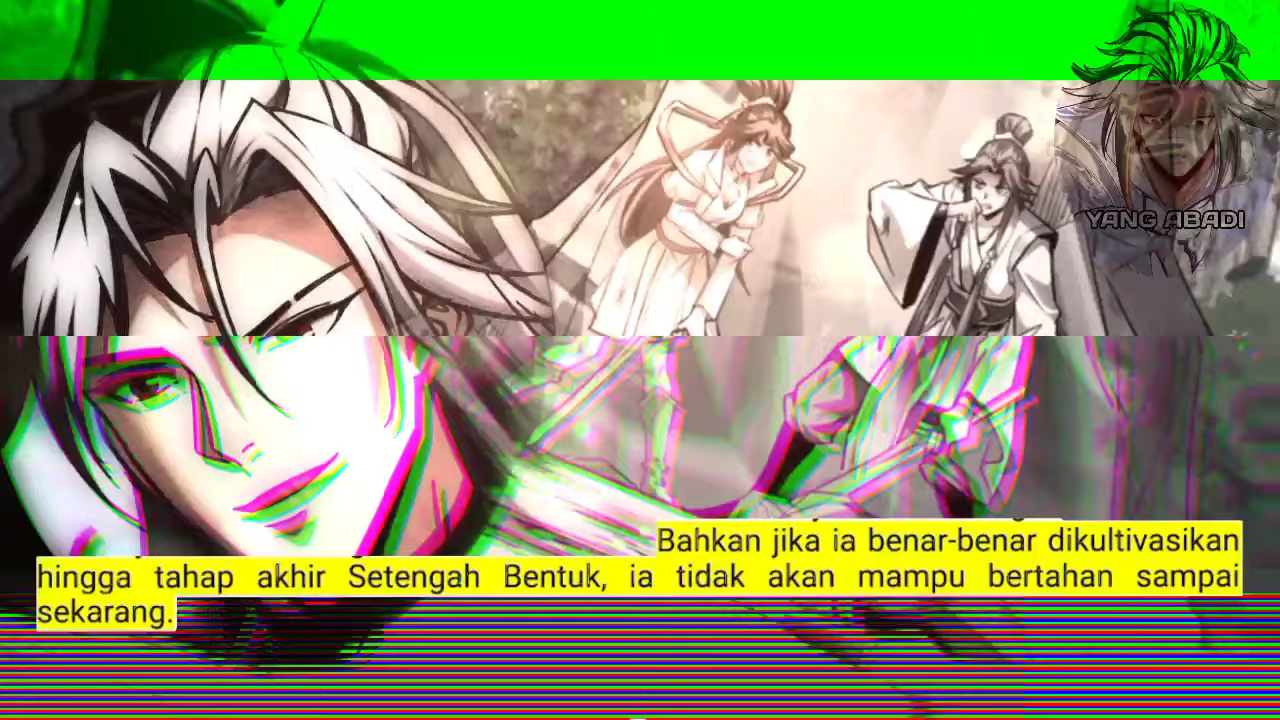 YANG ABADI
Bahkan jika ia benar-benar dikultivasikan
hingga tahap akhir Setengah Bentuk, ia tidak akan mampu bertahan sampai
sekarang.